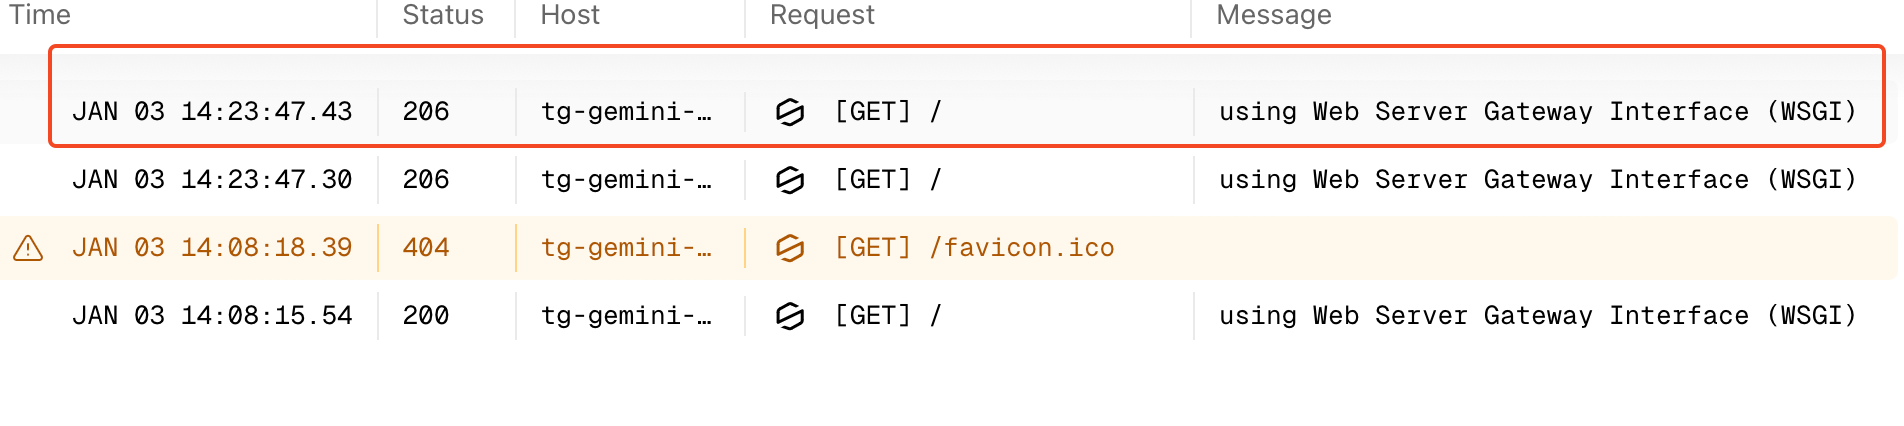 Time Status Host Request Message
JAN 03 14:23:47.43 206 tg-gemini-… [GET] / using Web Server Gateway Interface (WSGI)
JAN 03 14:23:47.30 206 tg-gemini-… [GET] / using Web Server Gateway Interface (WSGI)
JAN 03 14:08:18.39 404 tg-gemini-… [GET] /favicon.ico
JAN 03 14:08:15.54 200 tg-gemini-… [GET] / using Web Server Gateway Interface (WSGI)